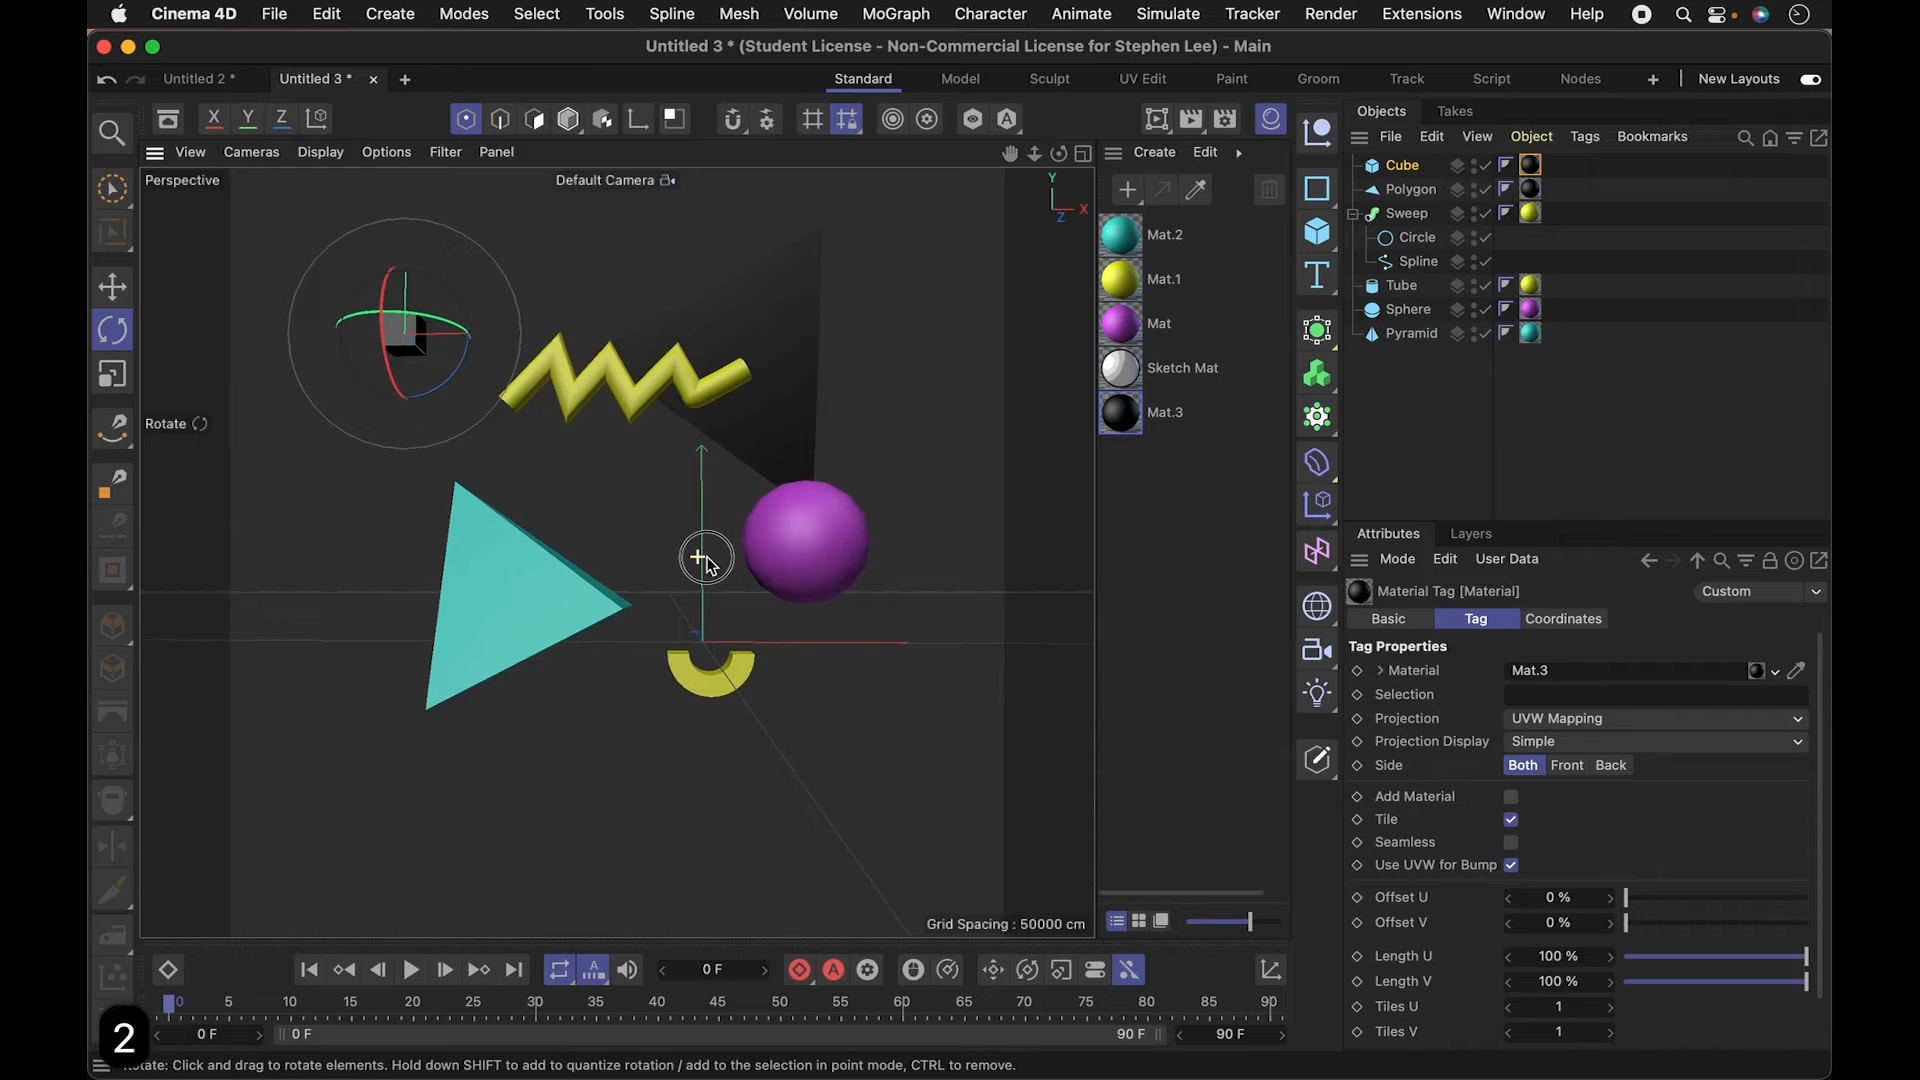 Cinema 4D File Edit Create Modes Select Tools Spline Mesh Volume MoGraph Character Animate Simulate Tracker Render Extensions Window Help
Untitled 3 * (Student License - Non-Commercial License for Stephen Lee) - Main
Untitled 2 * Untitled 3 * Standard Model Sculpt UV Edit Paint Groom Track Script Nodes New Layouts
X Y Z
Objects Takes
View Cameras Display Options Filter Panel
Create Edit
File Edit View Object Tags Bookmarks
Perspective
Default Camera
Y
X
Z
Rotate
Mat.2
Mat.1
Mat
Sketch Mat
Mat.3
Cube
Polygon
Sweep
Circle
Spline
Tube
Sphere
Pyramid
Attributes Layers
Mode Edit User Data
Material Tag [Material] Custom
Basic Tag Coordinates
Tag Properties
Material Mat.3
Selection
Projection UVW Mapping
Projection Display Simple
Side Both Front Back
Add Material
Tile
Seamless
Use UVW for Bump
Offset U 0 %
Offset V 0 %
Length U 100 %
Length V 100 %
Tiles U 1
Tiles V 1
Grid Spacing : 50000 cm
0 F
0 5 10 15 20 25 30 35 40 45 50 55 60 65 70 75 80 85 90
0 F 0 F 90 F 90 F
2
Rotate: Click and drag to rotate elements. Hold down SHIFT to add to quantize rotation / add to the selection in point mode, CTRL to remove.